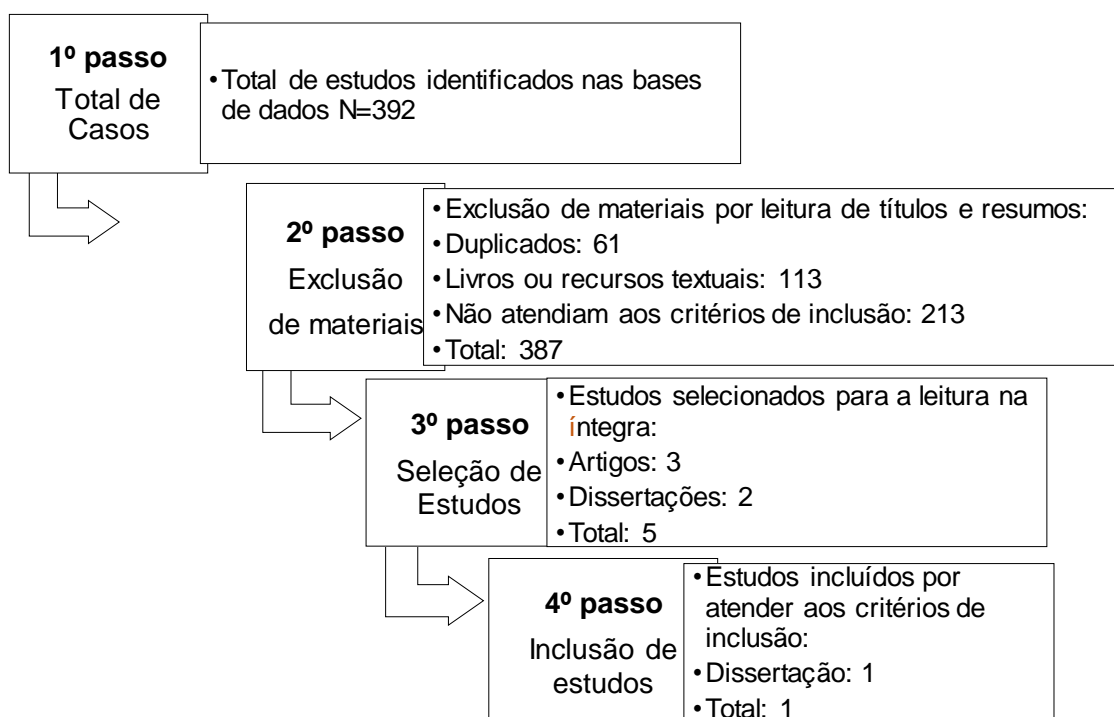 1º passo
Total de
Casos
•Total de estudos identificados nas bases
de dados N=392
2º passo
Exclusão
de materiais
•Exclusão de materiais por leitura de títulos e resumos:
•Duplicados: 61
•Livros ou recursos textuais: 113
•Não atendiam aos critérios de inclusão: 213
•Total: 387
3º passo
Seleção de
Estudos
•Estudos selecionados para a leitura na
íntegra:
•Artigos: 3
•Dissertações: 2
•Total: 5
4º passo
Inclusão de
estudos
•Estudos incluídos por
atender aos critérios de
inclusão:
•Dissertação: 1
•Total: 1